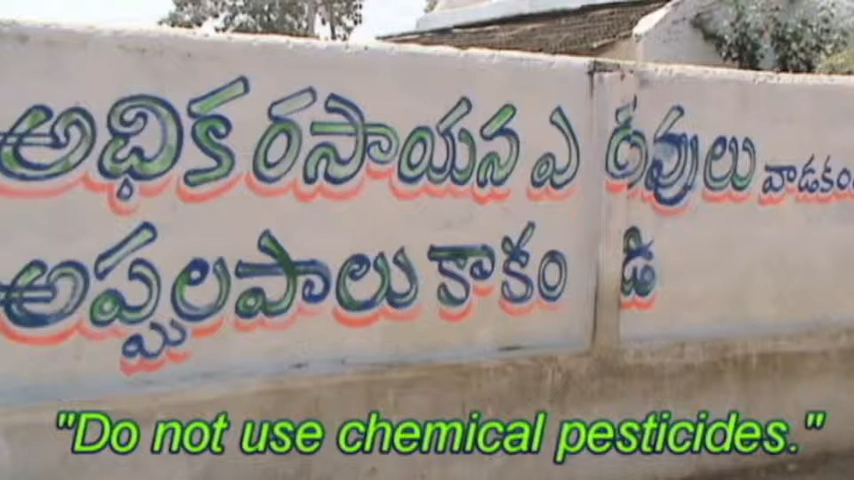 అధిక రసాయన ఎరువులు వాడకం
అప్పులపాలు కాకండి
"Do not use chemical pesticides."